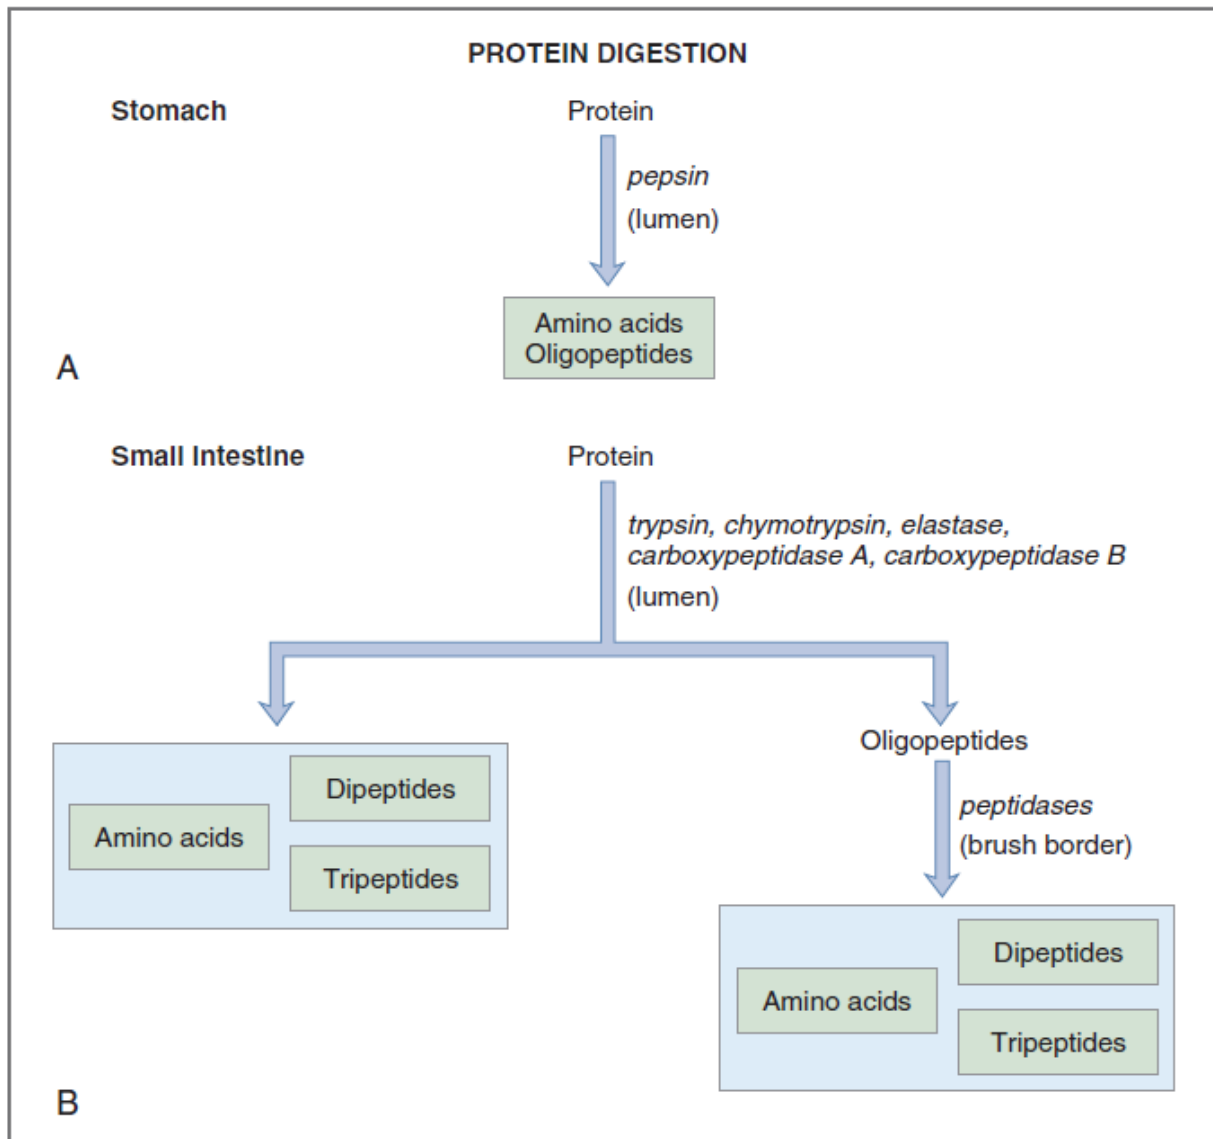 PROTEIN DIGESTION
Stomach
Protein
pepsin
(lumen)
Amino acids
Oligopeptides
A
Small intestine
Protein
trypsin, chymotrypsin, elastase,
carboxypeptidase A, carboxypeptidase B
(lumen)
Amino acids
Dipeptides
Tripeptides
Oligopeptides
peptidases
(brush border)
Amino acids
Dipeptides
Tripeptides
B